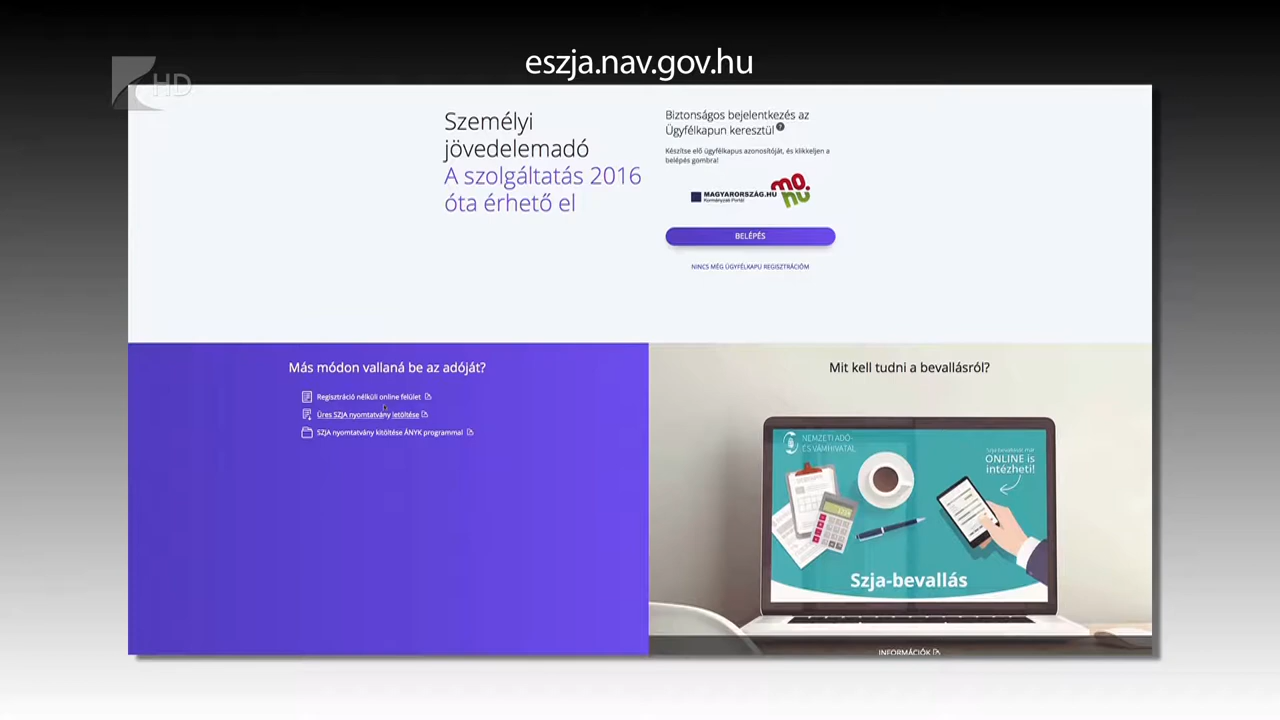 eszja.nav.gov.hu
HD
Személyi
jövedelemadó
A szolgáltatás 2016
óta érhető el
Biztonságos bejelentkezés az
Ügyfélkapun keresztül ?
Készítse elő ügyfélkapus azonosítóját, és klikkeljen a
belépés gombra!
MAGYARORSZÁG.HU
Kormányzati Portál
mo.
hu
BELÉPÉS
NINCS MÉG ÜGYFÉLKAPU REGISZTRÁCIÓM
Más módon vallaná be az adóját?
Regisztráció nélküli online felület
Üres SZJA nyomtatvány letöltése
SZJA nyomtatvány kitöltése ÁNYK programmal
Mit kell tudni a bevallásról?
NEMZETI ADÓ-
ÉS VÁMHIVATAL
Szja-bevallását már
ONLINE is
intézheti!
Szja-bevallás
INFORMÁCIÓK